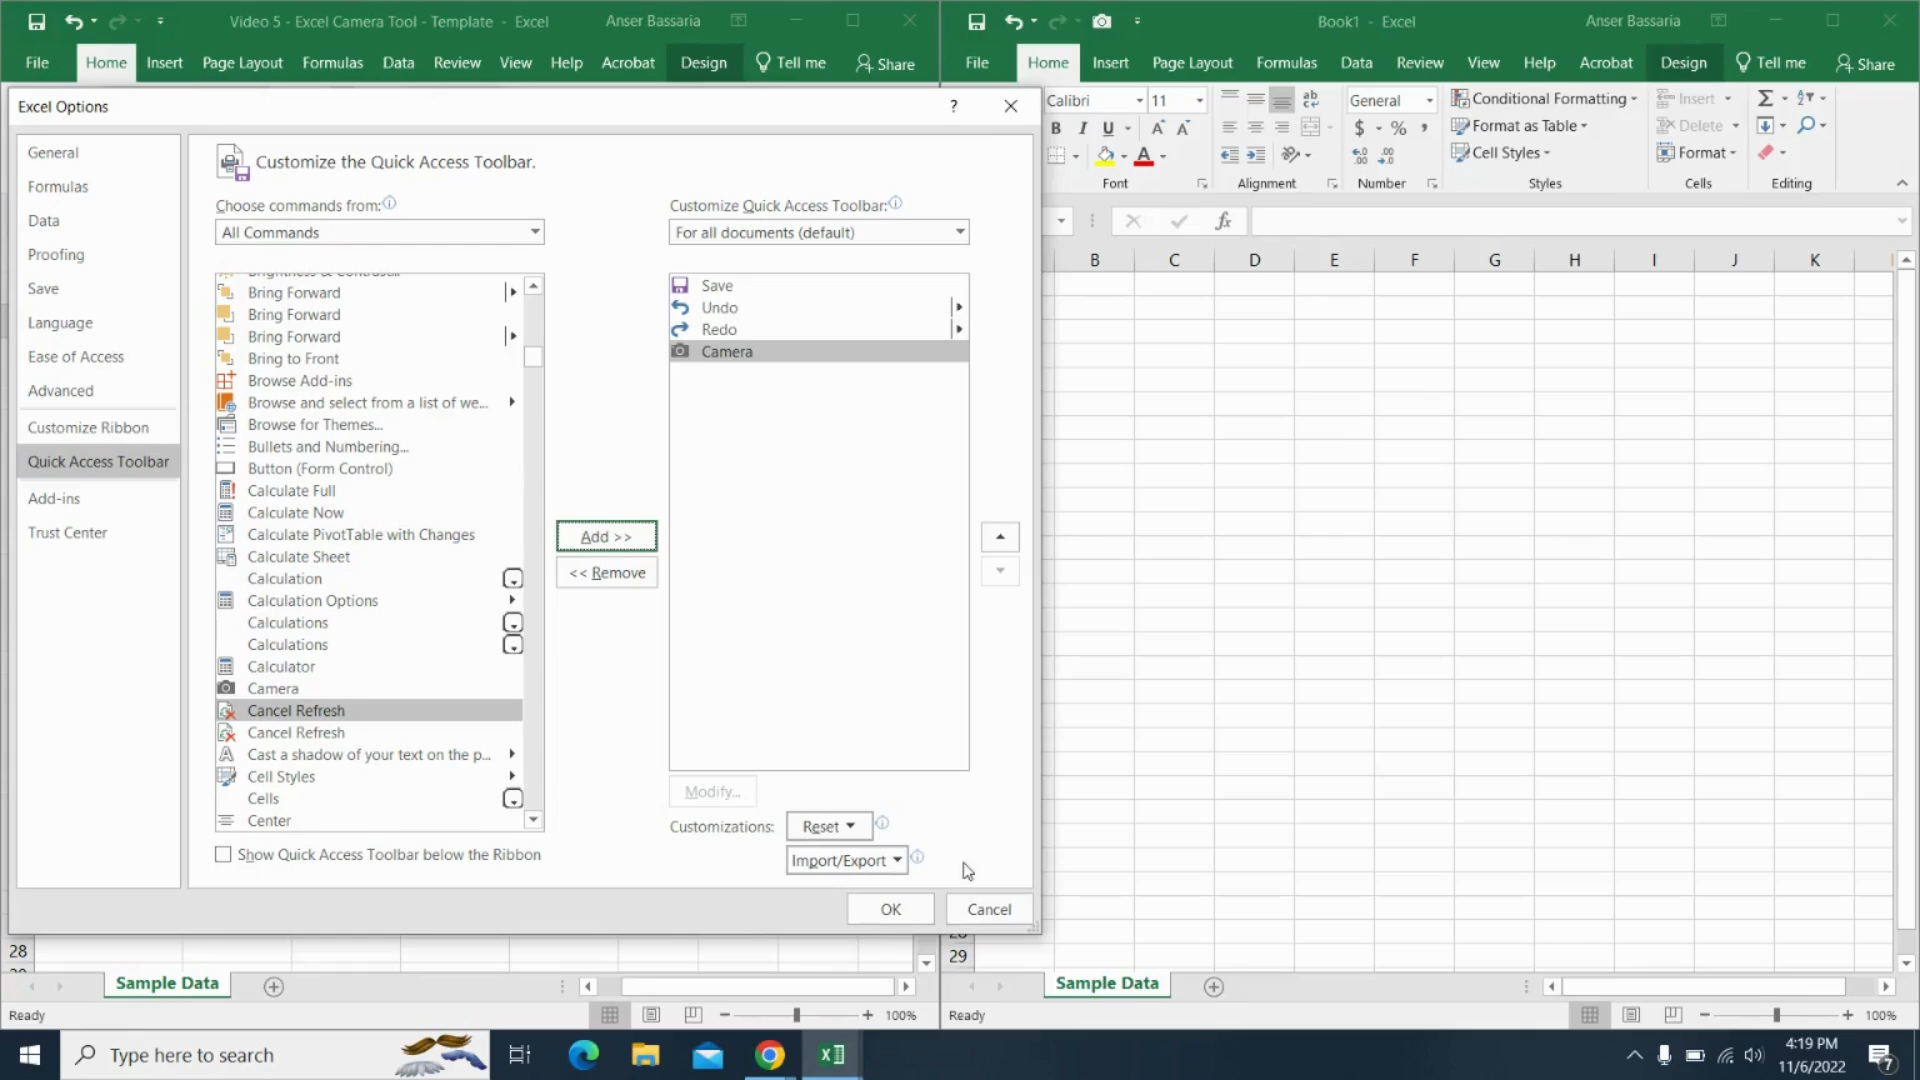 Video 5 - Excel Camera Tool - Template - Excel
Anser Bassaria
Book1 - Excel
Anser Bassaria
File Home Insert Page Layout Formulas Data Review View Help Acrobat Design Tell me Share
File Home Insert Page Layout Formulas Data Review View Help Acrobat Design Tell me Share
Excel Options
?
General
Formulas
Data
Proofing
Save
Language
Ease of Access
Advanced
Customize Ribbon
Quick Access Toolbar
Add-ins
Trust Center
Customize the Quick Access Toolbar.
Choose commands from:
All Commands
Brightness & Contrast...
Bring Forward
Bring Forward
Bring Forward
Bring to Front
Browse Add-ins
Browse and select from a list of we...
Browse for Themes...
Bullets and Numbering...
Button (Form Control)
Calculate Full
Calculate Now
Calculate PivotTable with Changes
Calculate Sheet
Calculation
Calculation Options
Calculations
Calculations
Calculator
Camera
Cancel Refresh
Cancel Refresh
Cast a shadow of your text on the p...
Cell Styles
Cells
Center
Show Quick Access Toolbar below the Ribbon
Add >>
<< Remove
Customize Quick Access Toolbar:
For all documents (default)
Save
Undo
Redo
Camera
Modify...
Customizations: Reset
Import/Export
OK Cancel
Calibri 11
B I U A A
A
Font
ab
Alignment
General
$ % ,
Number
Conditional Formatting
Format as Table
Cell Styles
Styles
Insert
Delete
Format
Cells
Editing
fx
B C D E F G H I J K
28
29
Sample Data
Sample Data
Ready
100%
Ready
100%
Type here to search
4:19 PM
11/6/2022
7